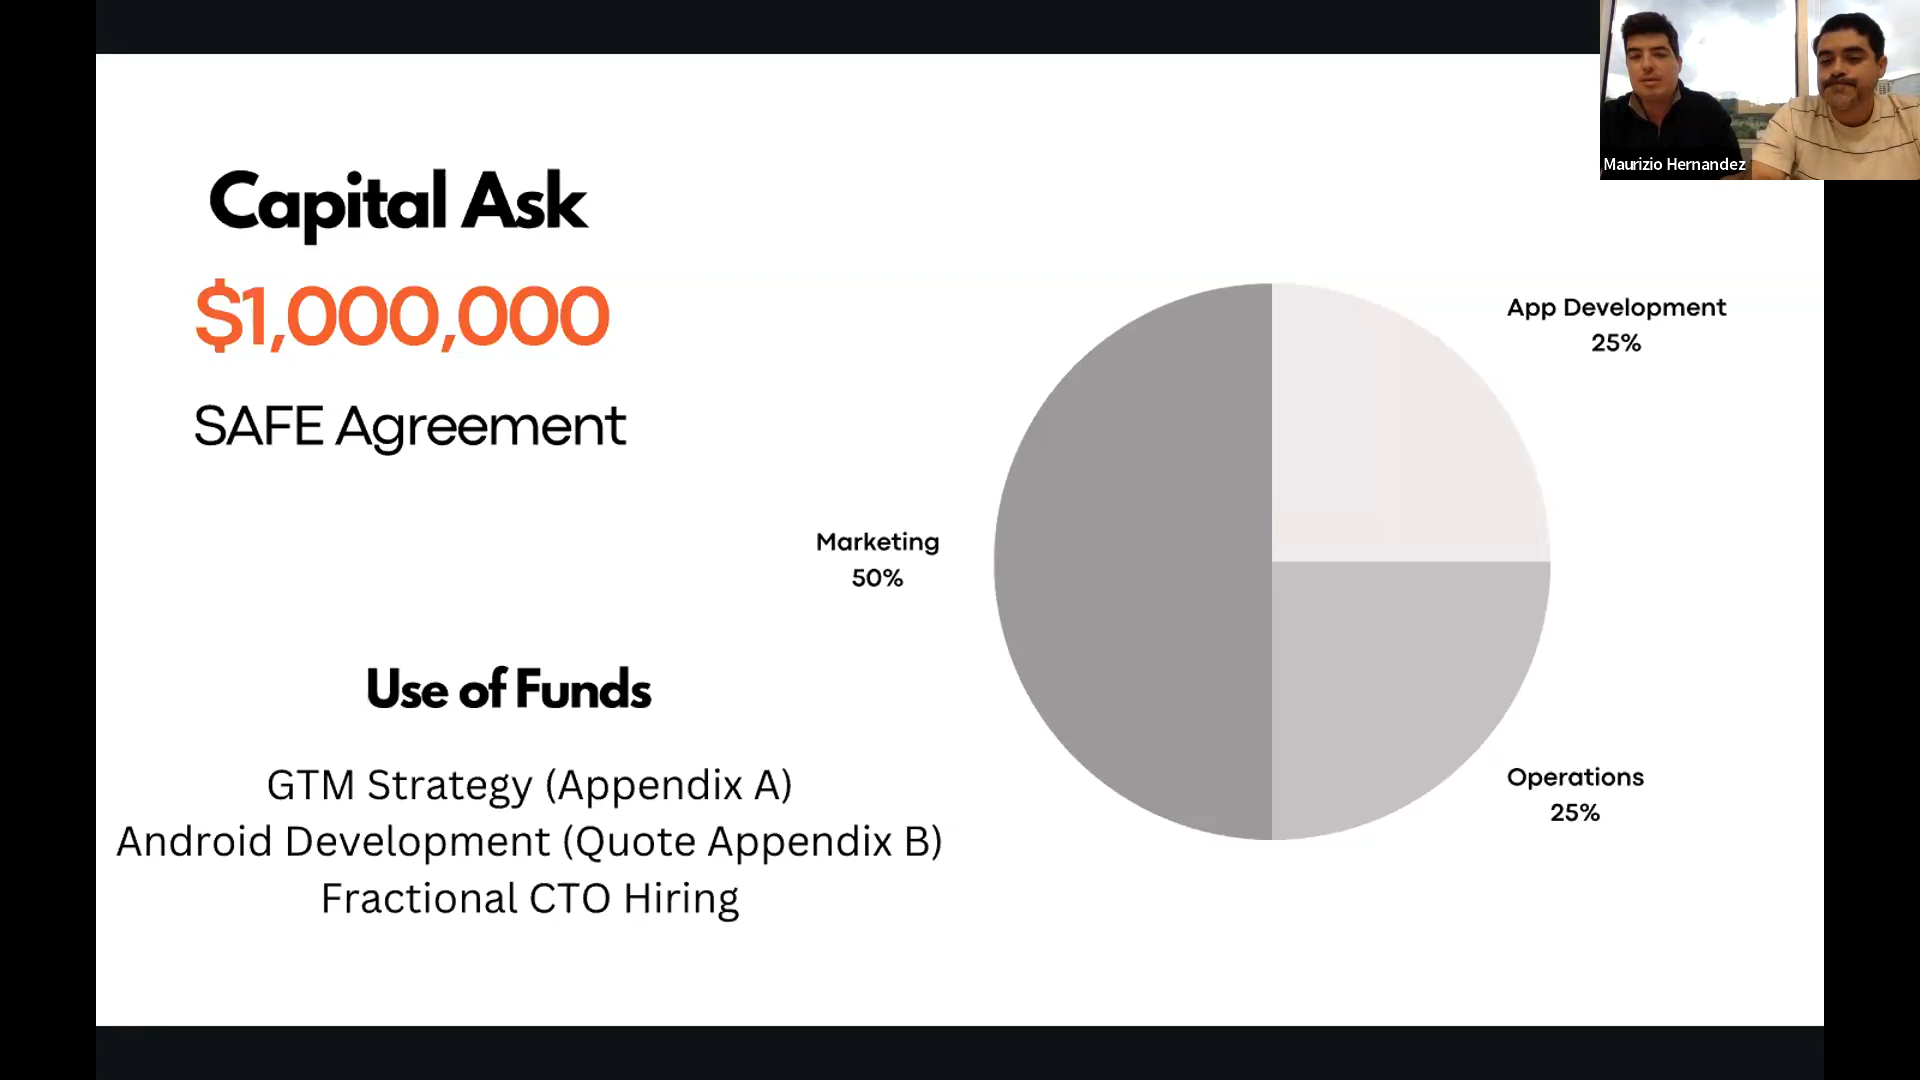 Capital Ask
$1,000,000
SAFE Agreement
Use of Funds
GTM Strategy (Appendix A)
Android Development (Quote Appendix B)
Fractional CTO Hiring
Marketing
50%
App Development
25%
Operations
25%
Maurizio Hernandez